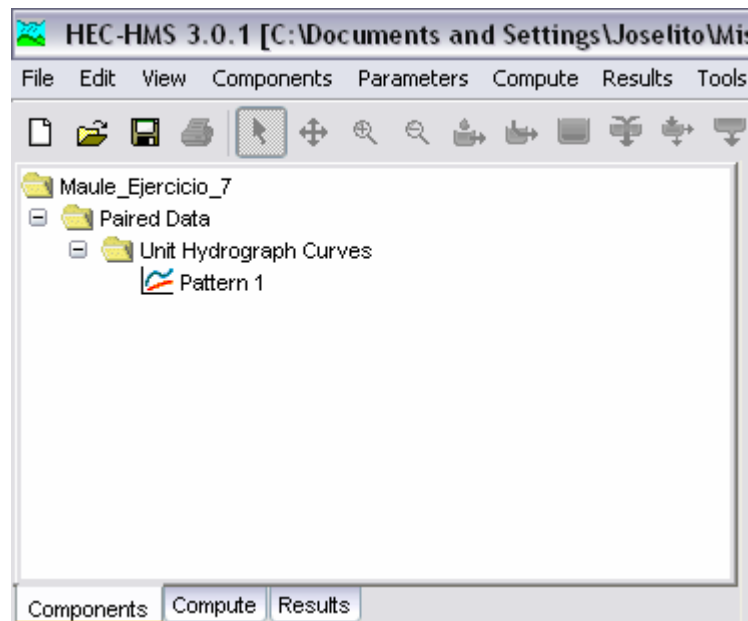 HEC-HMS 3.0.1 [C:\Documents and Settings\Joselito\Mis
File Edit View Components Parameters Compute Results Tools
Maule_Ejercicio_7
Paired Data
Unit Hydrograph Curves
Pattern 1
Components Compute Results